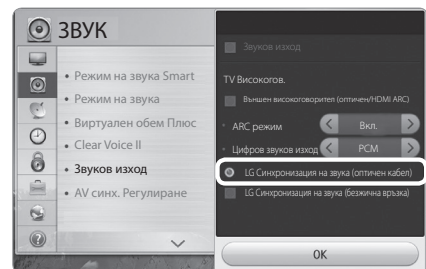 ЗВУК
• Режим на звука Smart
• Режим на звука
• Виртуален обем Плюс
• Clear Voice II
• Звуков изход
• AV синх. Регулиране
Звуков изход
TV Високогов.
Външен високоговорител (оптичен/HDMI ARC)
• ARC режим Вкл.
• Цифров звуков изход PCM
LG Синхронизация на звука (оптичен кабел)
LG Синхронизация на звука (безжична връзка)
OK